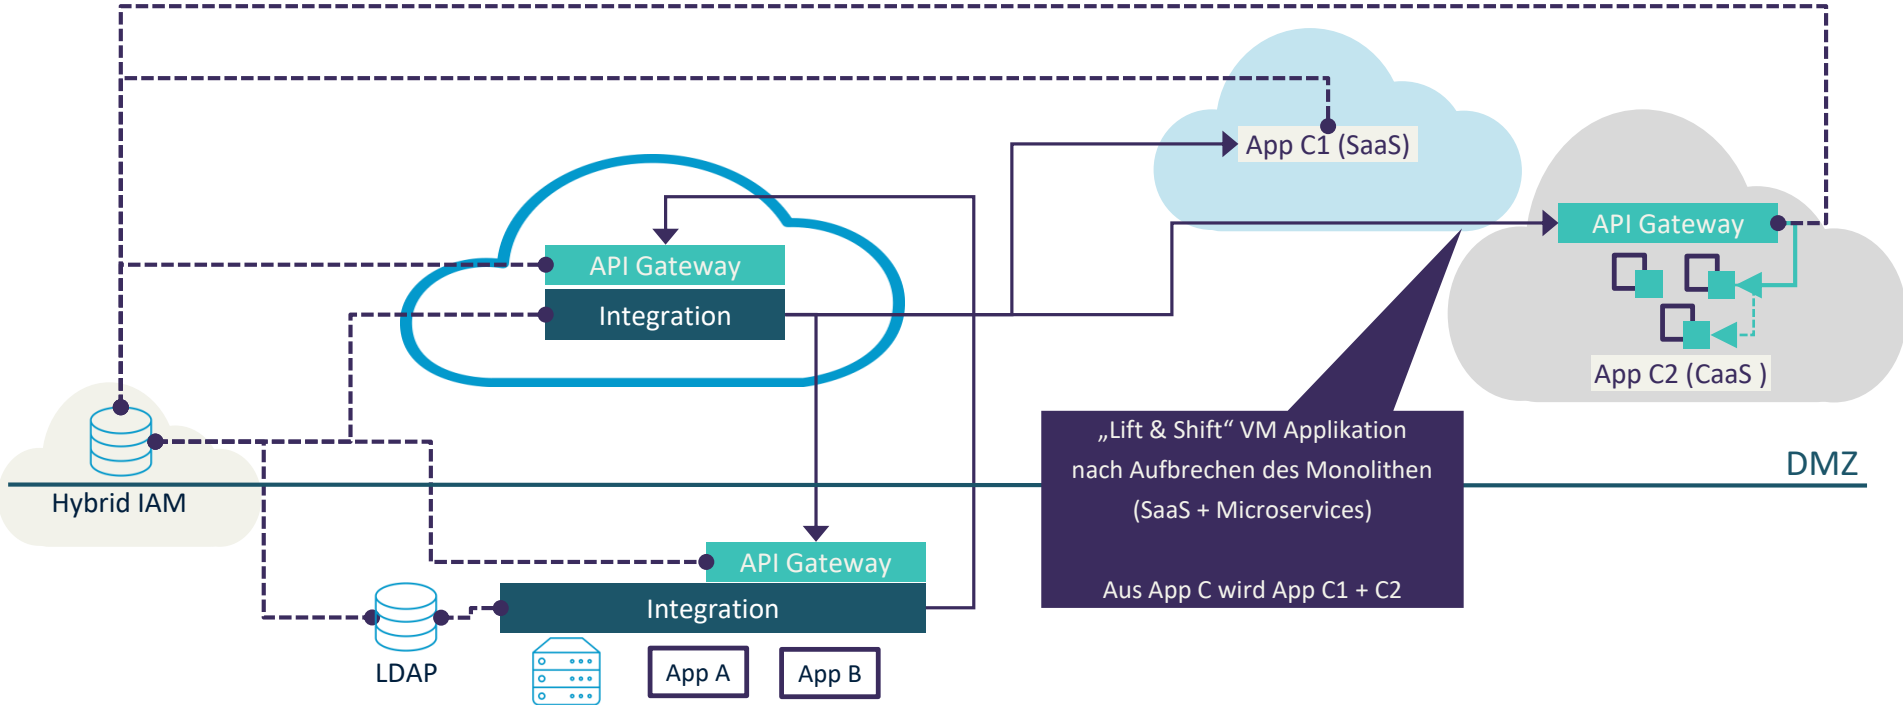 App C1 (SaaS)
API Gateway
API Gateway
Integration
App C2 (CaaS )
„Lift & Shift“ VM Applikation
nach Aufbrechen des Monolithen
(SaaS + Microservices)
Aus App C wird App C1 + C2
DMZ
Hybrid IAM
API Gateway
Integration
LDAP
App A
App B